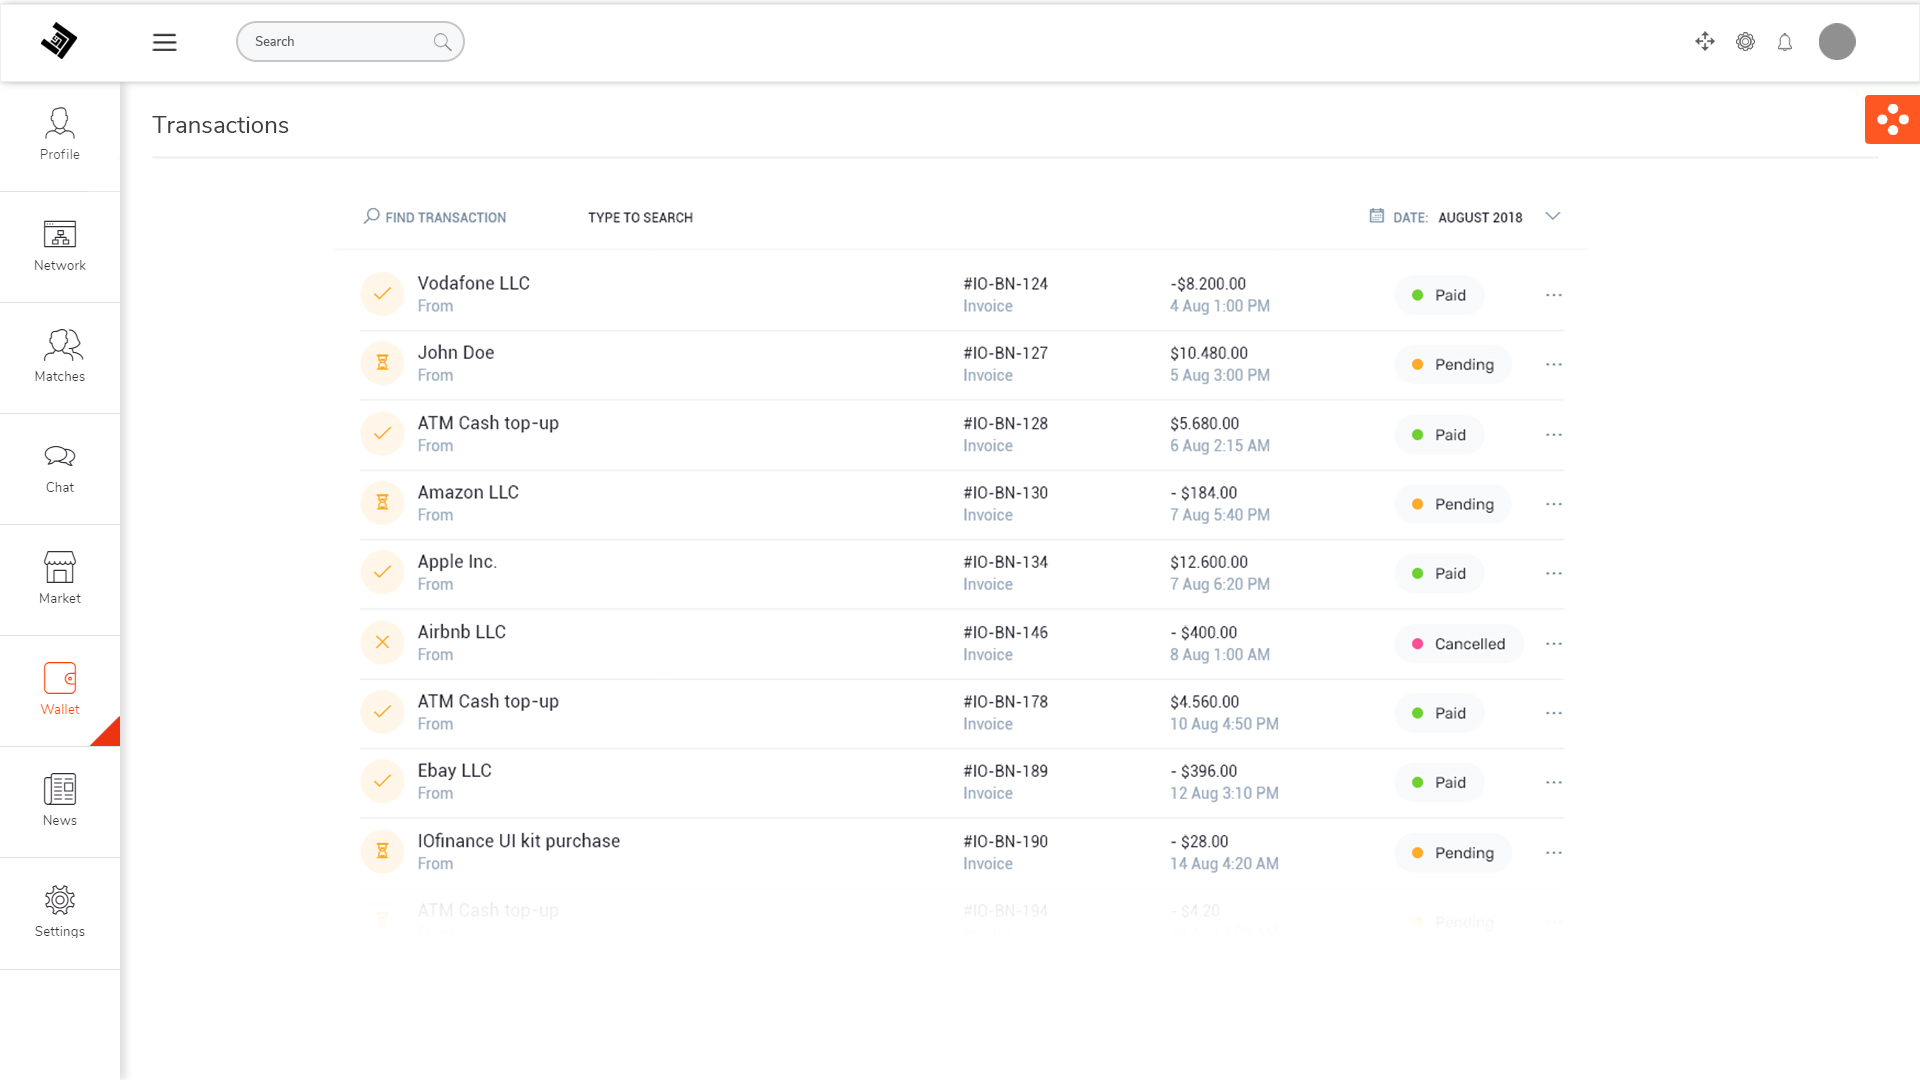 Search
Profile
Network
Matches
Chat
Market
Wallet
News
Settings
Transactions
FIND TRANSACTION TYPE TO SEARCH DATE: AUGUST 2018
Vodafone LLC #IO-BN-124 -$8.200.00 Paid ...
From Invoice 4 Aug 1:00 PM
John Doe #IO-BN-127 $10.480.00 Pending ...
From Invoice 5 Aug 3:00 PM
ATM Cash top-up #IO-BN-128 $5.680.00 Paid ...
From Invoice 6 Aug 2:15 AM
Amazon LLC #IO-BN-130 - $184.00 Pending ...
From Invoice 7 Aug 5:40 PM
Apple Inc. #IO-BN-134 $12.600.00 Paid ...
From Invoice 7 Aug 6:20 PM
Airbnb LLC #IO-BN-146 - $400.00 Cancelled ...
From Invoice 8 Aug 1:00 AM
ATM Cash top-up #IO-BN-178 $4.560.00 Paid ...
From Invoice 10 Aug 4:50 PM
Ebay LLC #IO-BN-189 - $396.00 Paid ...
From Invoice 12 Aug 3:10 PM
IOfinance UI kit purchase #IO-BN-190 - $28.00 Pending ...
From Invoice 14 Aug 4:20 AM
ATM Cash top-up #IO-BN-194 - $4.20 Pending